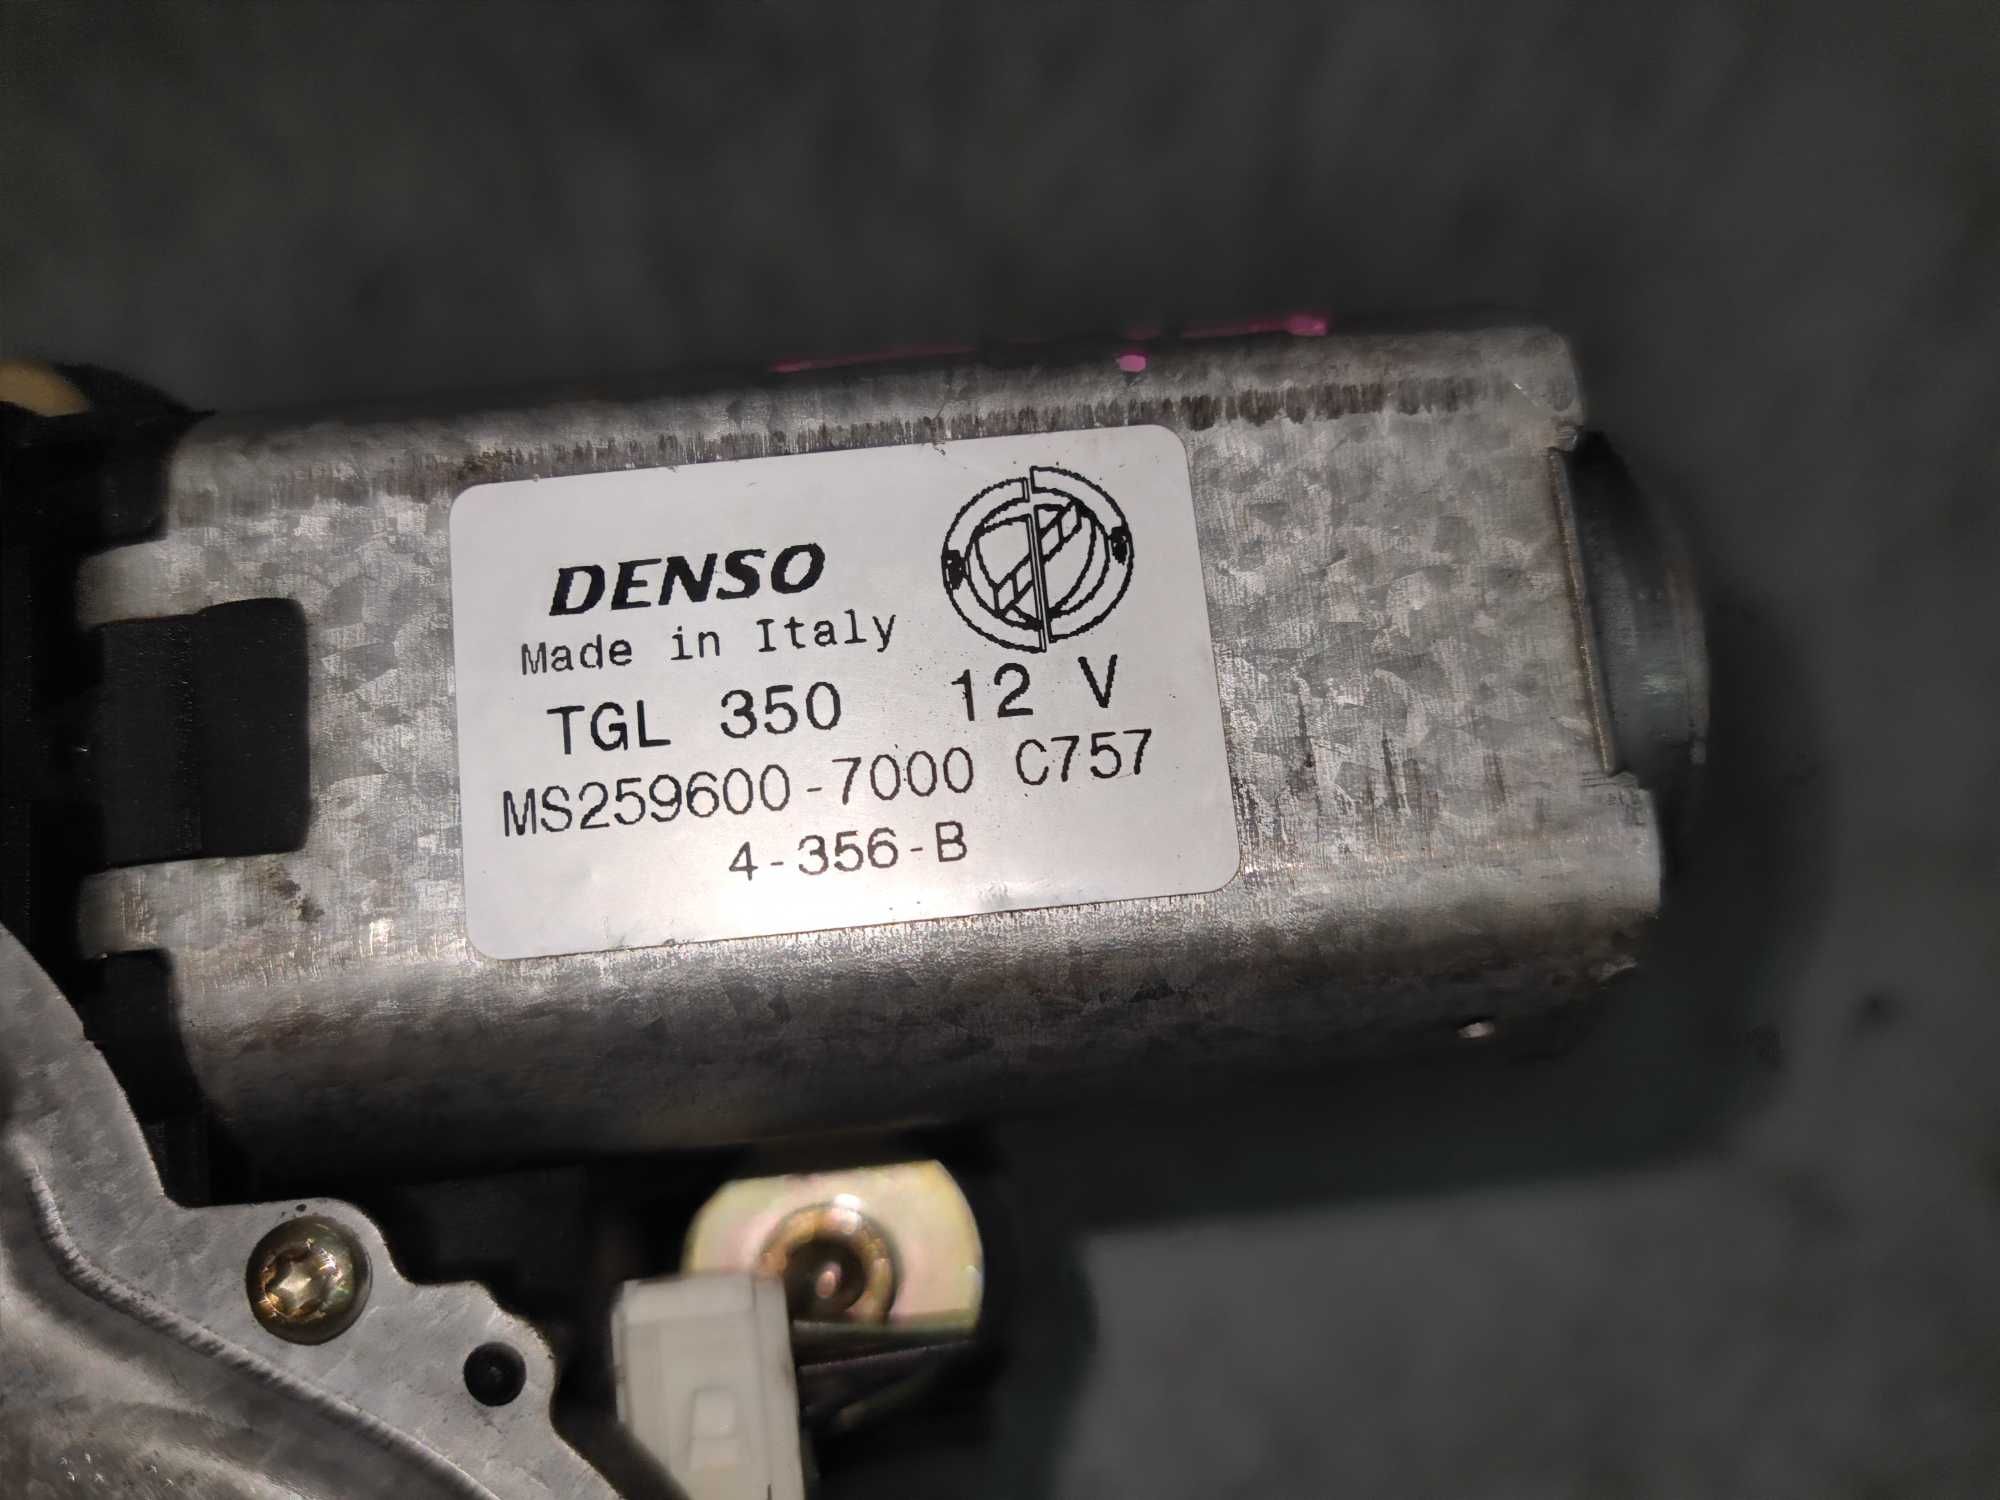 DENSO
Made in Italy
TGL 350 12 V
MS259600-7000 C757
4-356-B